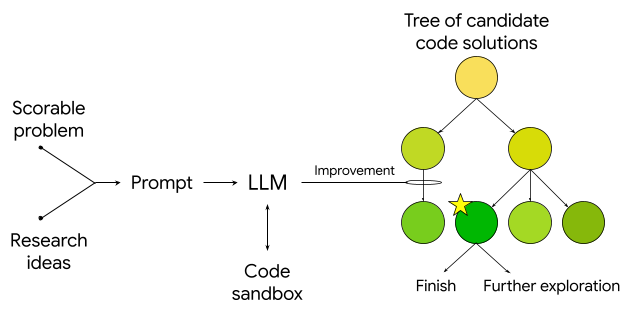 Tree of candidate
code solutions
Scorable
problem
Improvement
Prompt
LLM
Research
ideas
Code
sandbox
Finish
Further exploration